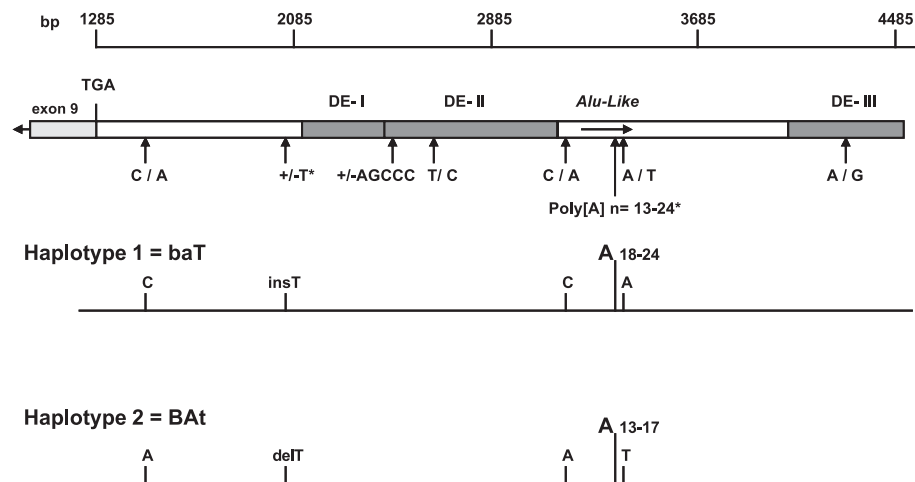 bp 1285 2085 2885 3685 4485
TGA
exon 9 DE- I DE- II Alu-Like DE- III
C / A +/-T* +/-AGCCC T/ C C / A A / T A / G
Poly[A] n= 13-24*
Haplotype 1 = baT A 18-24
C insT C A
Haplotype 2 = BAt A 13-17
A delT A T